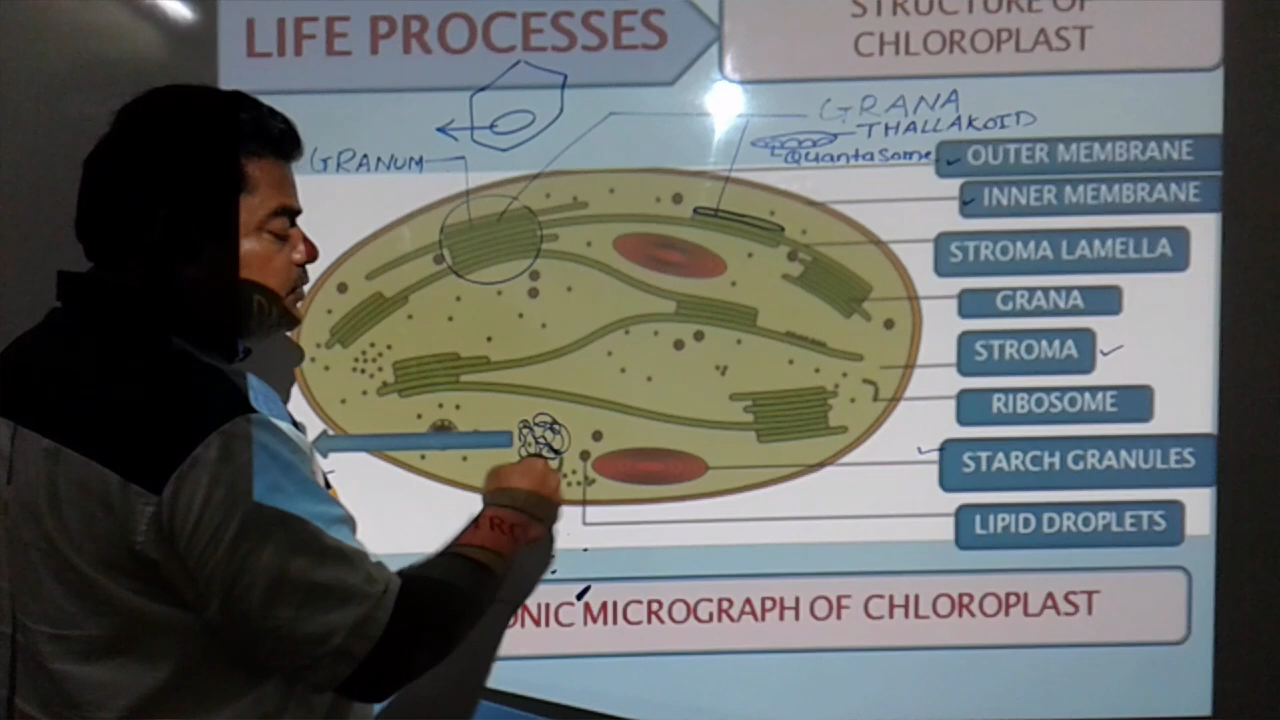 LIFE PROCESSES
STRUCTURE OF
CHLOROPLAST
GRANA
THALLAKOID
QuantaSome
GRANUM
OUTER MEMBRANE
INNER MEMBRANE
STROMA LAMELLA
GRANA
STROMA
RIBOSOME
STARCH GRANULES
LIPID DROPLETS
ONIC MICROGRAPH OF CHLOROPLAST